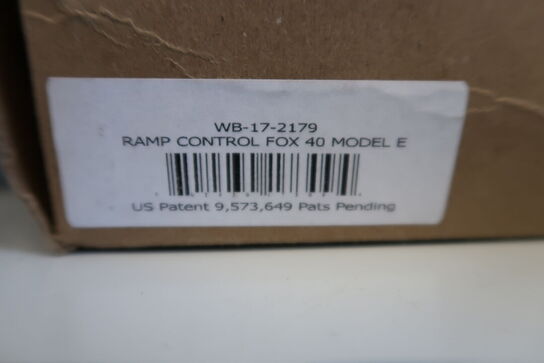 WB-17-2179
RAMP CONTROL FOX 40 MODEL E
US Patent 9,573,649 Pats Pending